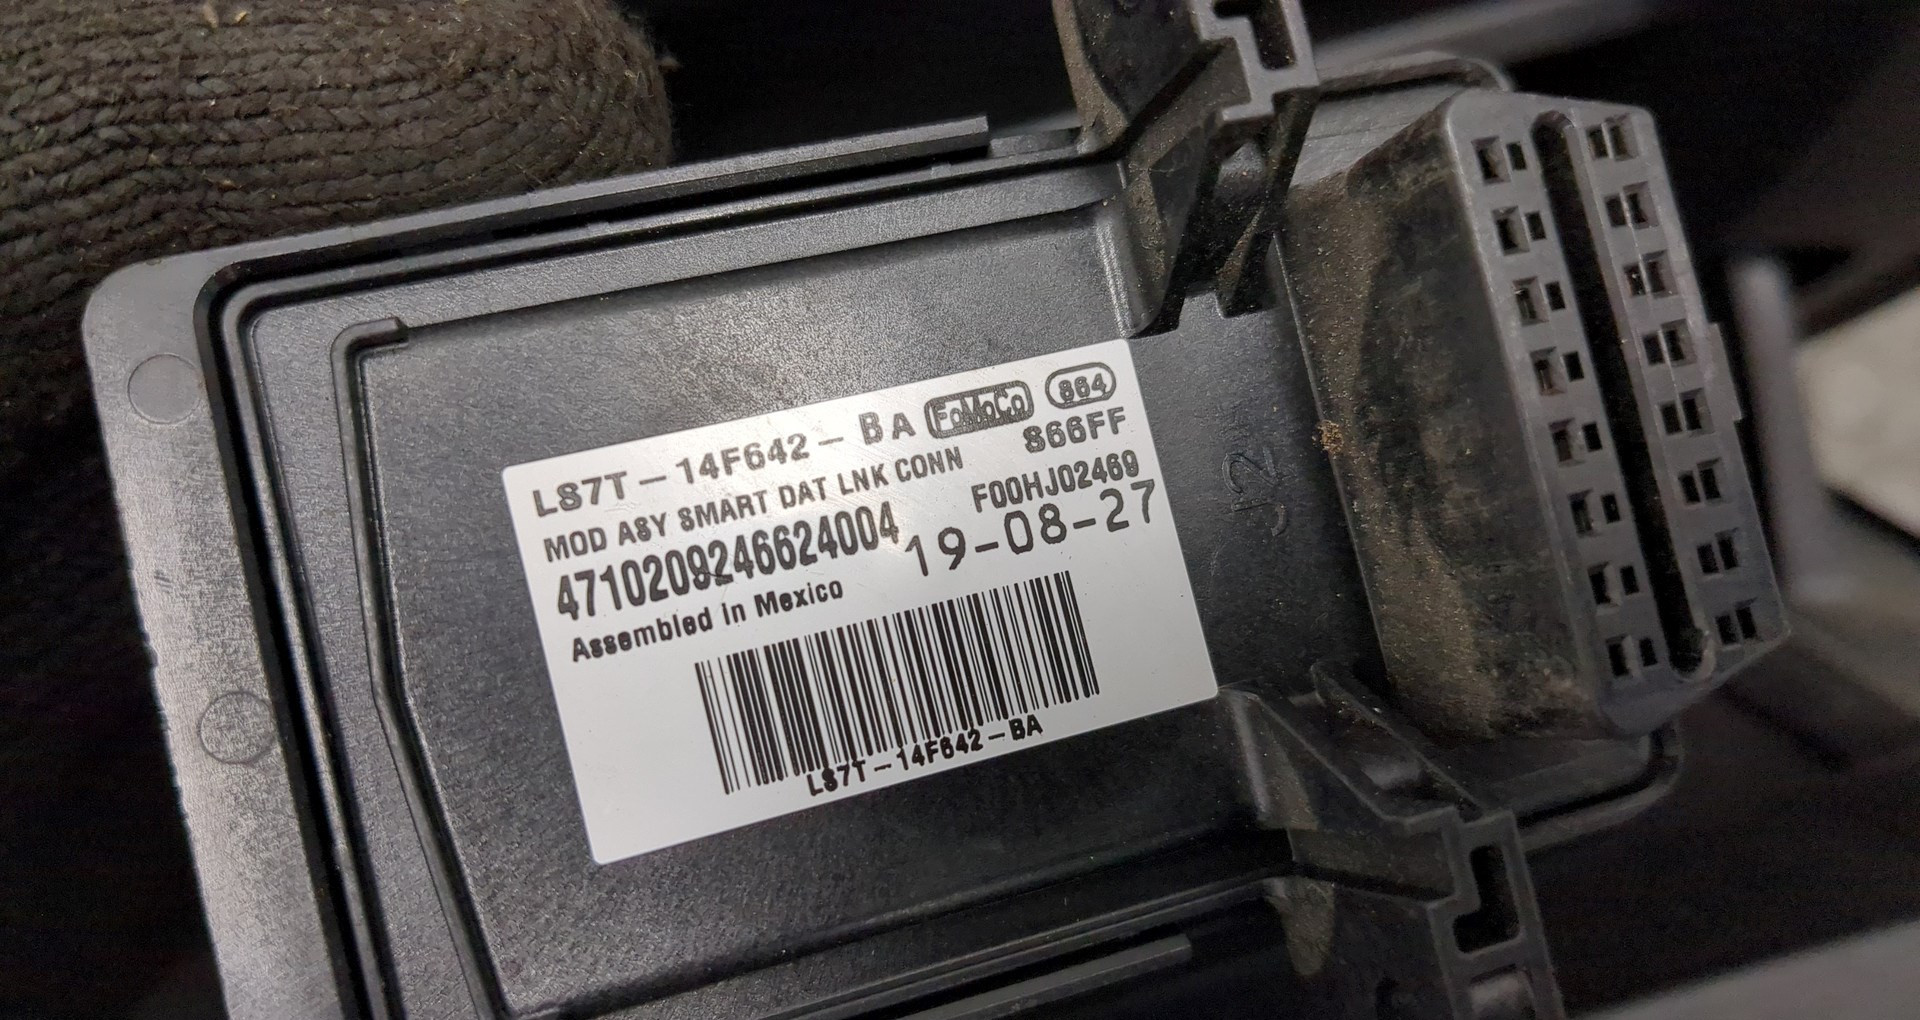 LS7T-14F642-BA FoMoCo 864
866FF
MOD ASY SMART DAT LNK CONN
F00HJ02469
4710209246624004 19-08-27
Assembled in Mexico
LS7T-14F642-BA
J2